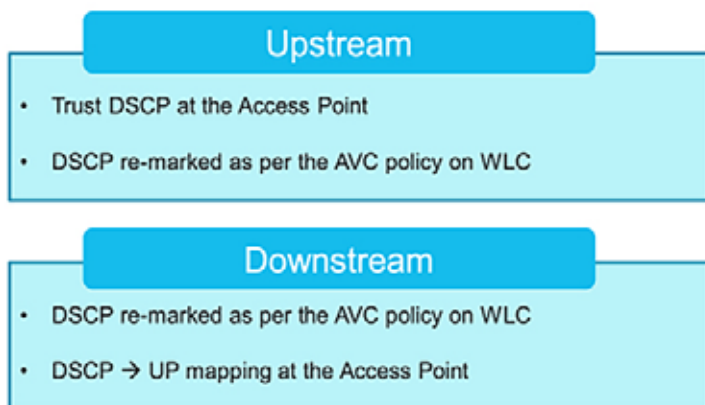 Upstream
• Trust DSCP at the Access Point
• DSCP re-marked as per the AVC policy on WLC
Downstream
• DSCP re-marked as per the AVC policy on WLC
• DSCP → UP mapping at the Access Point